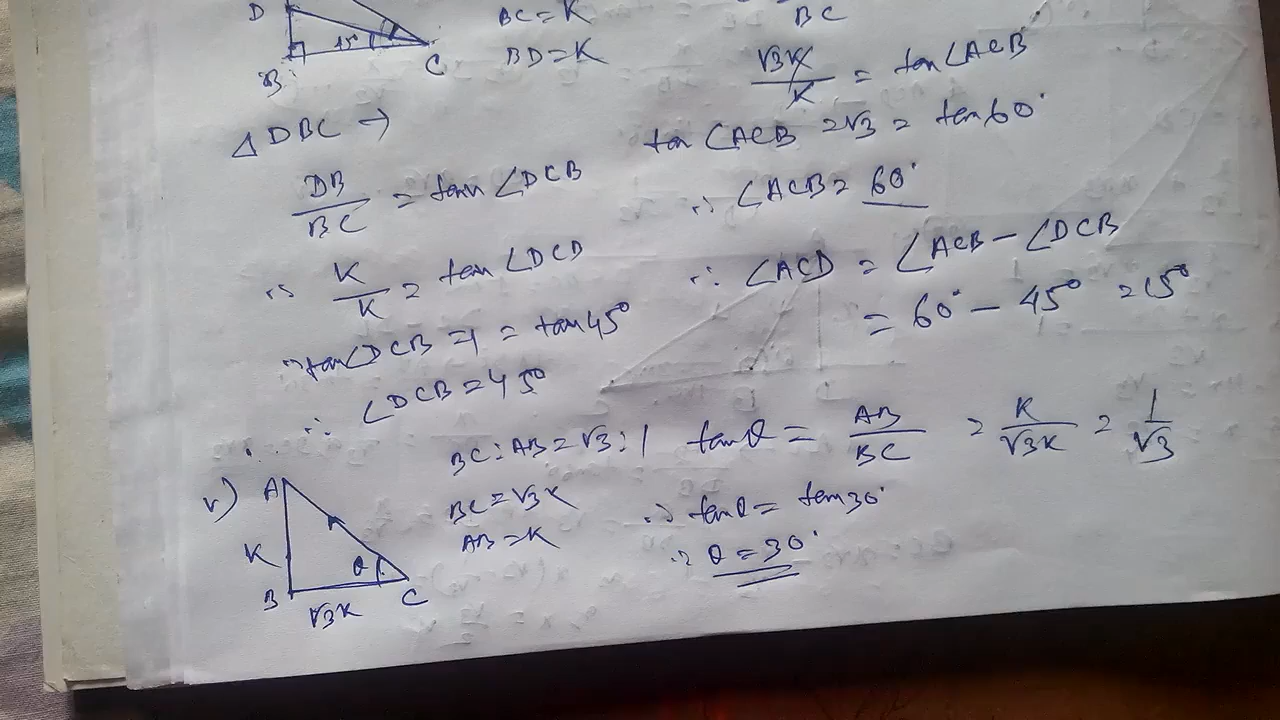 D
45°
B
C
BC = K
BD = K
BC
√3K / K = tan∠ACB
tan∠ACB = √3 = tan60°
∴ ∠ACB = 60°
∴ ∠ACD = ∠ACB - ∠DCB
= 60° - 45° = 15°
△DBC →
DB / BC = tan∠DCB
∴ K / K = tan∠DCD
∴ tan∠DCB = 1 = tan45°
∴ ∠DCB = 45°
v)
A
K
B
√3K
C
θ
BC : AB = √3 : 1
BC = √3K
AB = K
tanθ = AB / BC = K / √3K = 1 / √3
∴ tanθ = tan30°
∴ θ = 30°